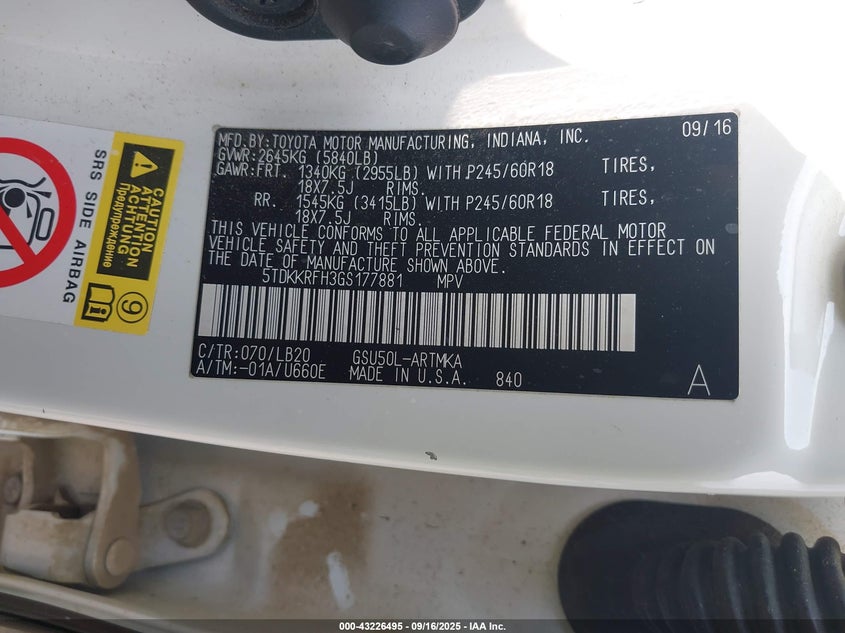 MFD.BY:TOYOTA MOTOR MANUFACTURING, INDIANA, INC. 09/16
GVWR:2645KG (5840LB)
GAWR:FRT. 1340KG (2955LB) WITH P245/60R18 TIRES,
18X7.5J RIMS.
RR. 1545KG (3415LB) WITH P245/60R18 TIRES,
18X7.5J RIMS.
THIS VEHICLE CONFORMS TO ALL APPLICABLE FEDERAL MOTOR
VEHICLE SAFETY AND THEFT PREVENTION STANDARDS IN EFFECT ON
THE DATE OF MANUFACTURE SHOWN ABOVE.
5TDKKRFH3GS177881 MPV
C/TR:070/LB20 GSU50L-ARTMKA
A/TM:-01A/U660E MADE IN U.S.A. 840 A
SRS SIDE AIRBAG
CAUTION
ATTENTION
ACHTUNG
Предупреждение
9
000-43226495 - 09/16/2025 - IAA Inc.